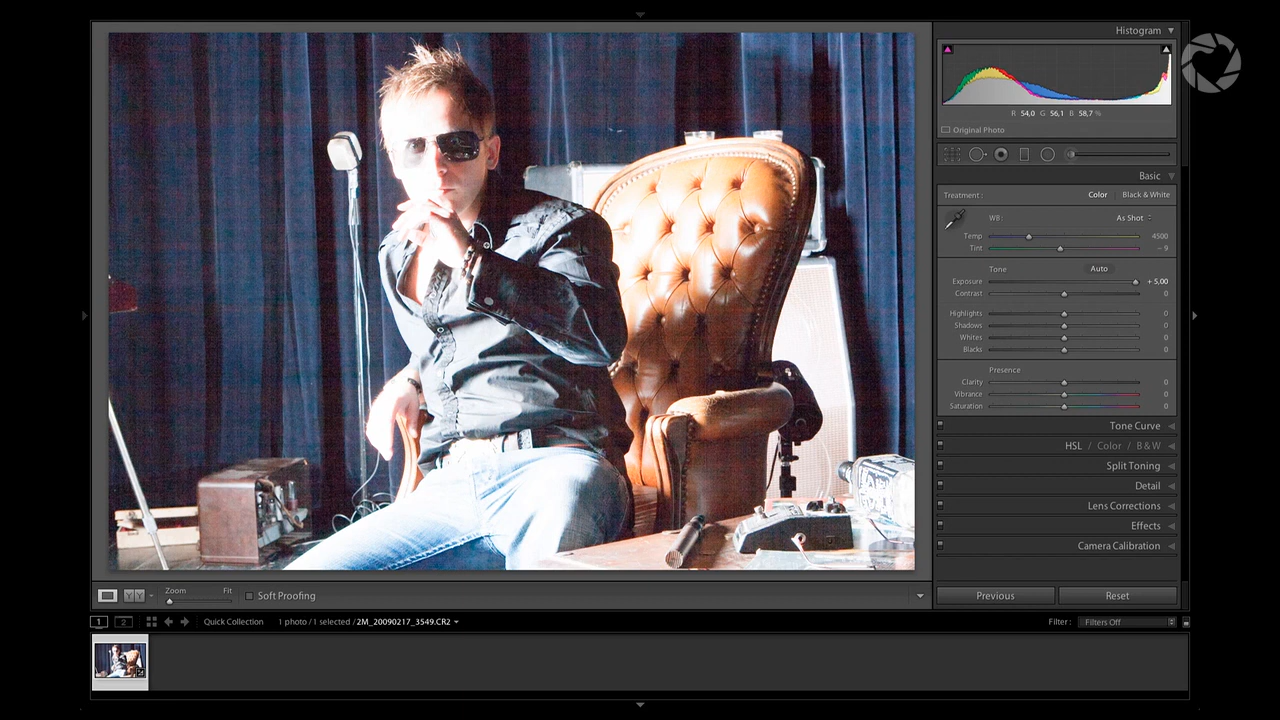 Histogram
R 54,0 G 56,1 B 58,7 %
Original Photo
Basic
Treatment : Color Black & White
WB: As Shot
Temp 4500
Tint – 9
Tone Auto
Exposure + 5,00
Contrast 0
Highlights 0
Shadows 0
Whites 0
Blacks 0
Presence
Clarity 0
Vibrance 0
Saturation 0
Tone Curve
HSL / Color / B & W
Split Toning
Detail
Lens Corrections
Effects
Camera Calibration
Y Y Zoom Fit Soft Proofing
Previous Reset
1 2 Quick Collection 1 photo / 1 selected / 2M_20090217_3549.CR2 Filter : Filters Off